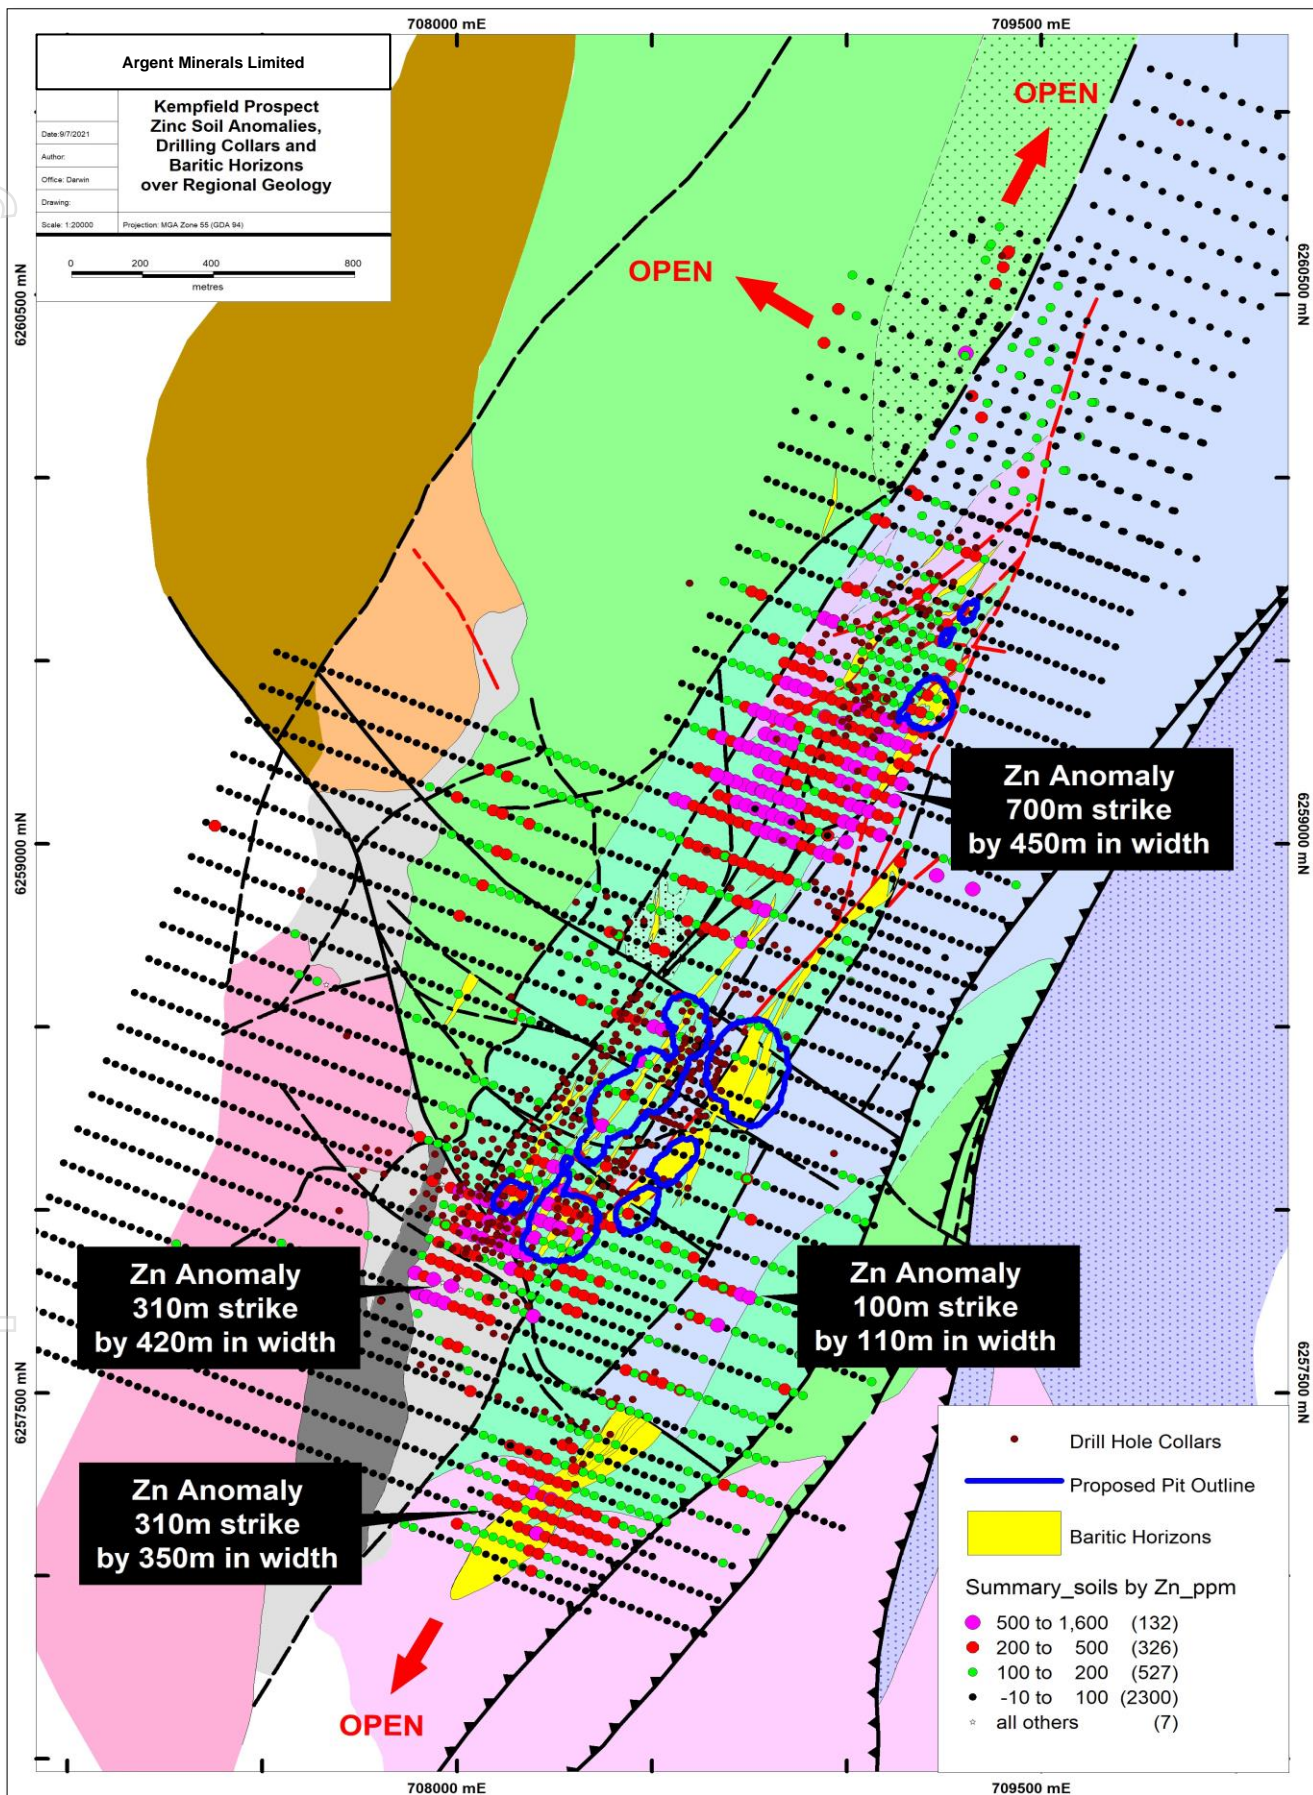 708000 mE
709500 mE
Argent Minerals Limited
Kempfield Prospect
Zinc Soil Anomalies,
Drilling Collars and
Baritic Horizons
over Regional Geology
Date:9/7/2021
Author:
Office: Darwin
Drawing:
Scale: 1:20000
Projection: MGA Zone 55 (GDA 94)
0 200 400 800
metres
OPEN
OPEN
6260500 mN
6260500 mN
Zn Anomaly
700m strike
by 450m in width
6259000 mN
6259000 mN
Zn Anomaly
310m strike
by 420m in width
Zn Anomaly
100m strike
by 110m in width
6257500 mN
6257500 mN
Zn Anomaly
310m strike
by 350m in width
OPEN
Drill Hole Collars
Proposed Pit Outline
Baritic Horizons
Summary_soils by Zn_ppm
500 to 1,600 (132)
200 to 500 (326)
100 to 200 (527)
-10 to 100 (2300)
all others (7)
708000 mE
709500 mE